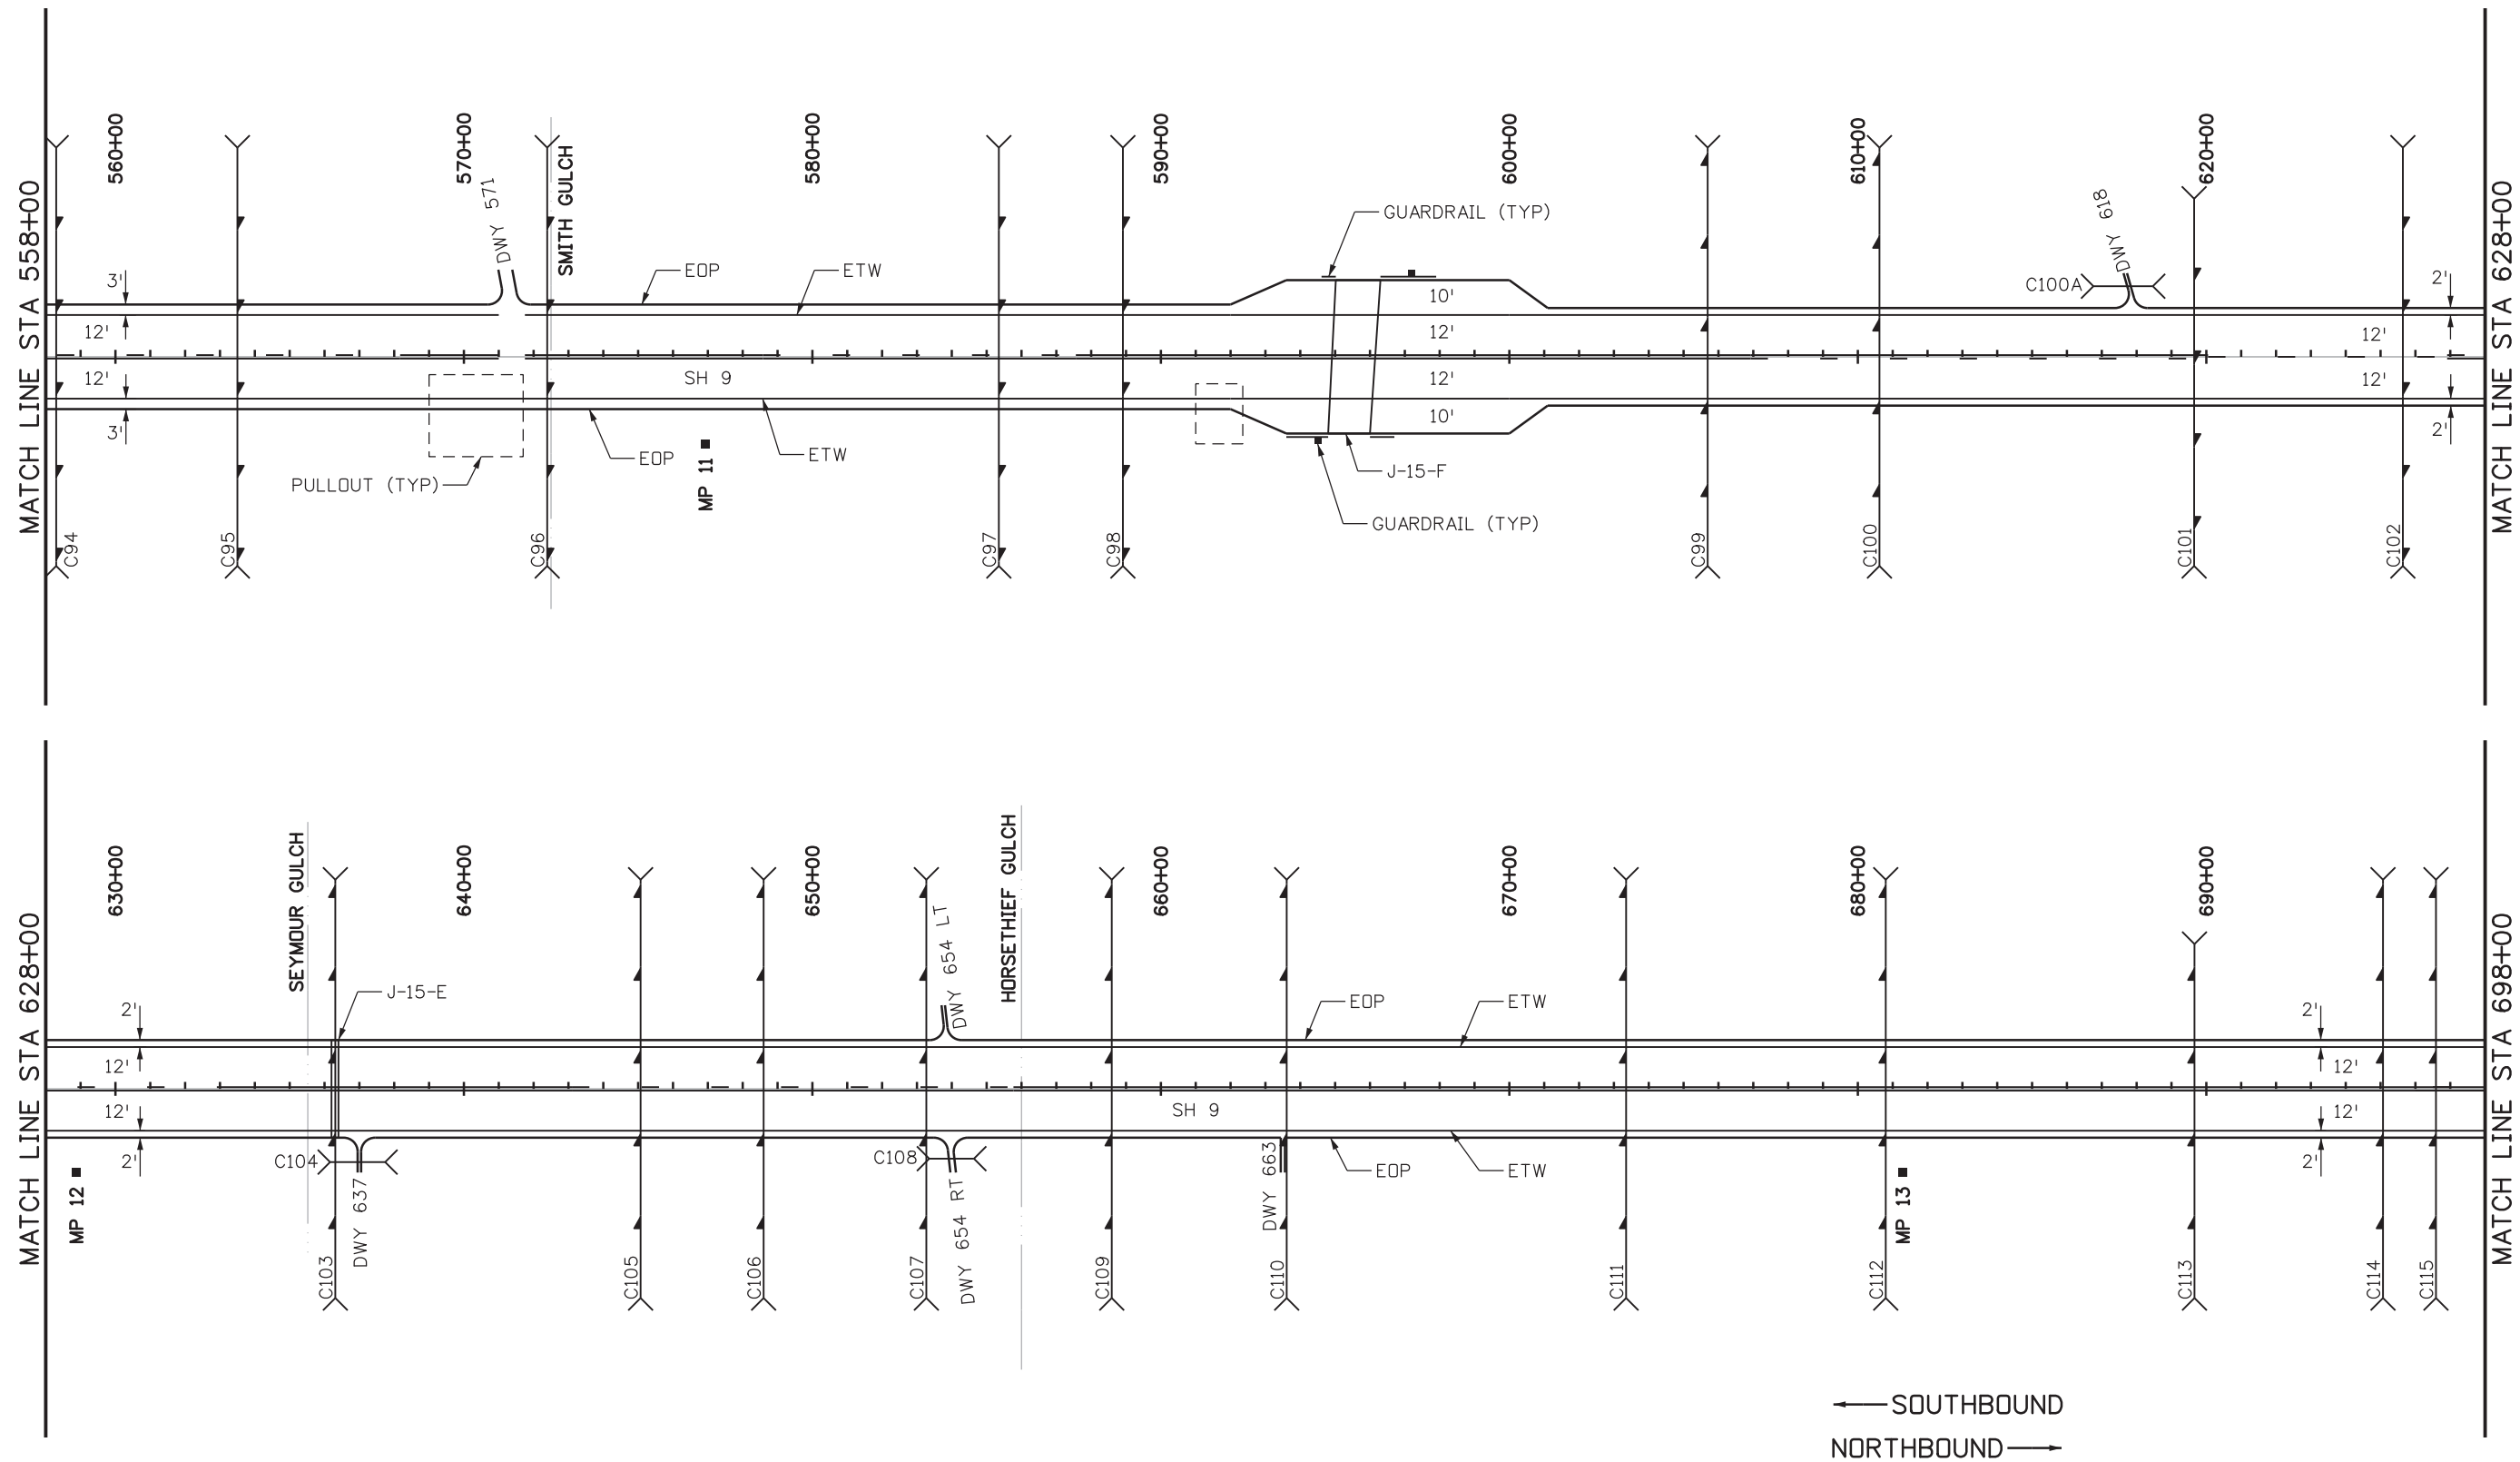 MATCH LINE STA 558+00
560+00
570+00
580+00
590+00
600+00
610+00
620+00
MATCH LINE STA 628+00
DWY 571
SMITH GULCH
GUARDRAIL (TYP)
DWY 618
C100A
3'
EOP
ETW
10'
2'
12'
12'
12'
12'
SH 9
12'
12'
3'
10'
2'
PULLOUT (TYP)
EOP
MP 11
ETW
J-15-F
GUARDRAIL (TYP)
C94
C95
C96
C97
C98
C99
C100
C101
C102
MATCH LINE STA 628+00
630+00
SEYMOUR GULCH
640+00
650+00
HORSETHIEF GULCH
660+00
670+00
680+00
690+00
MATCH LINE STA 698+00
DWY 654 LT
J-15-E
2'
EOP
ETW
2'
12'
12'
12'
SH 9
12'
2'
C104
C108
DWY 663
EOP
ETW
2'
MP 12
DWY 637
DWY 654 RT
MP 13
C103
C105
C106
C107
C109
C110
C111
C112
C113
C114
C115
SOUTHBOUND
NORTHBOUND